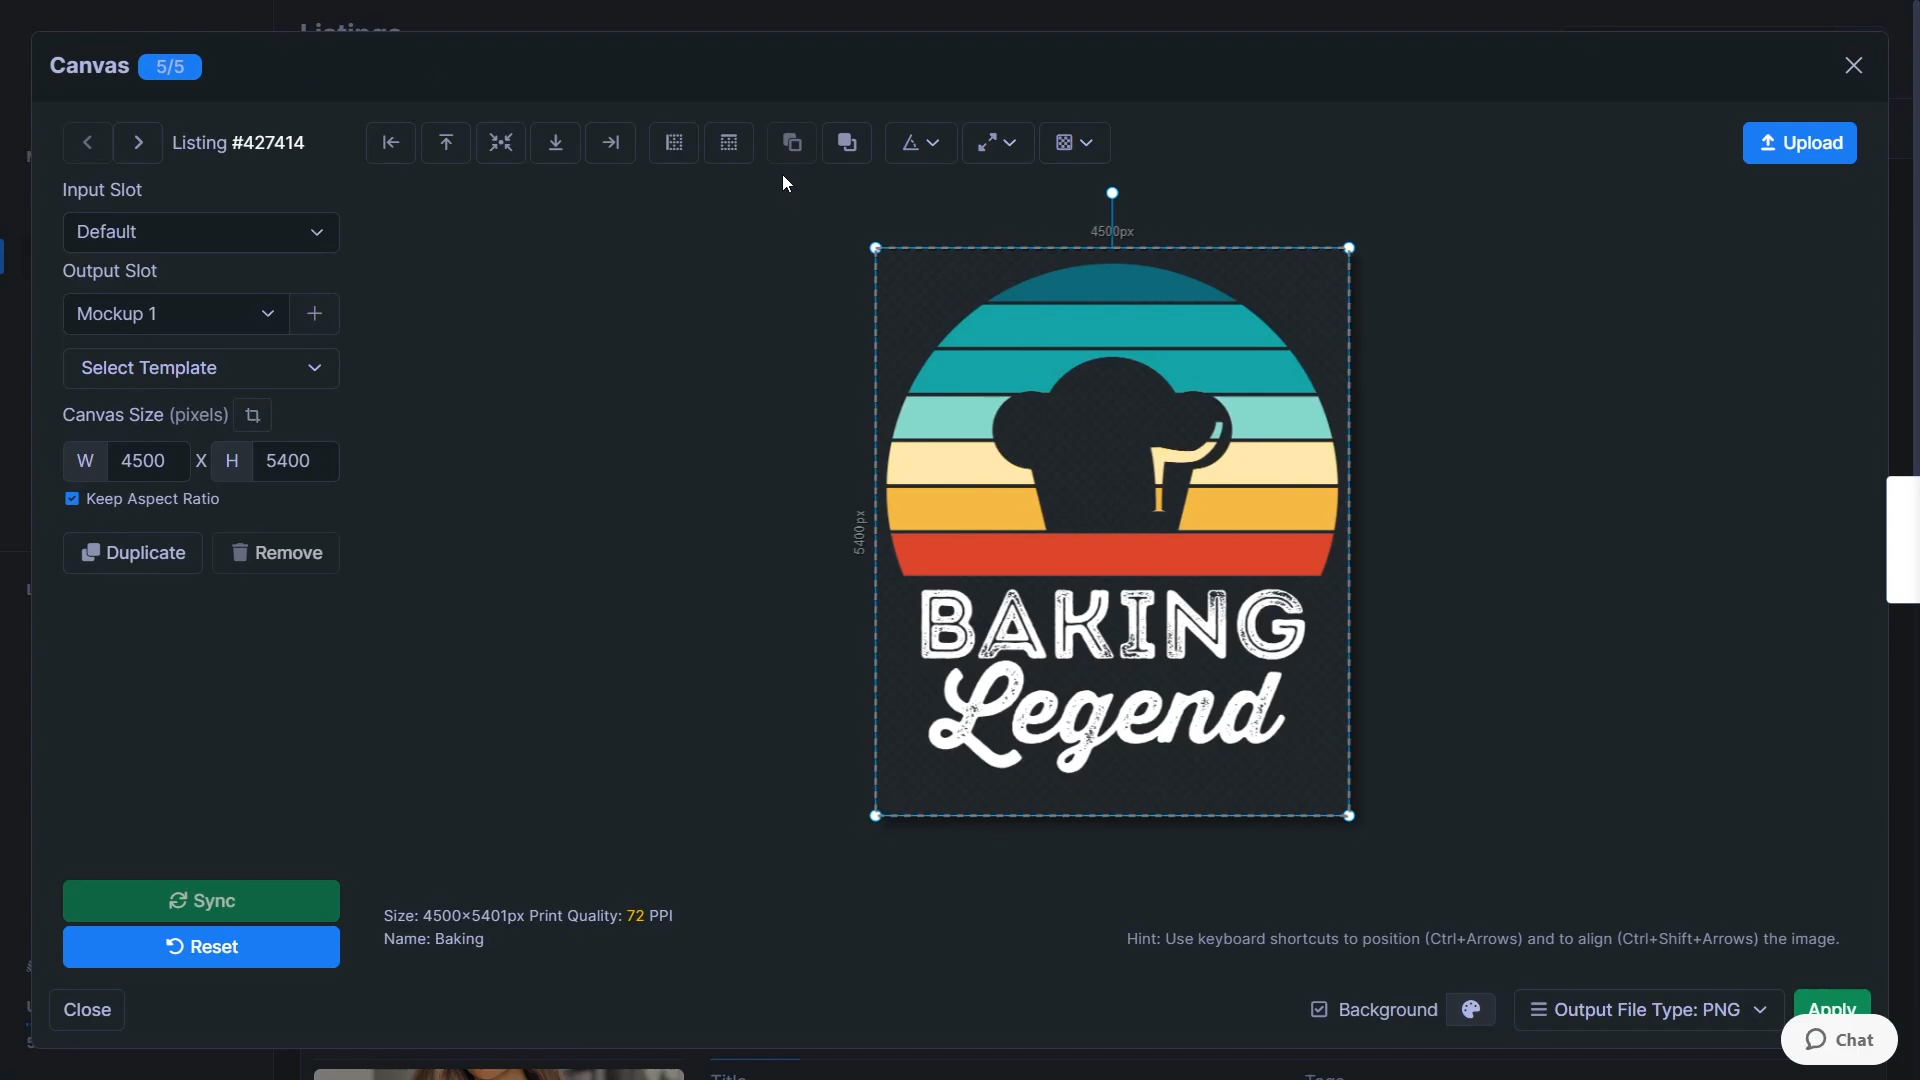 Listings
Canvas 5/5
Listing #427414
Upload
Input Slot
Default
Output Slot
Mockup 1
Select Template
Canvas Size (pixels)
W 4500 X H 5400
Keep Aspect Ratio
Duplicate
Remove
4500px
5400px
BAKING
Legend
Sync
Reset
Size: 4500×5401px Print Quality: 72 PPI
Name: Baking
Hint: Use keyboard shortcuts to position (Ctrl+Arrows) and to align (Ctrl+Shift+Arrows) the image.
Close
Background
Output File Type: PNG
Apply
Chat
Title
Tags